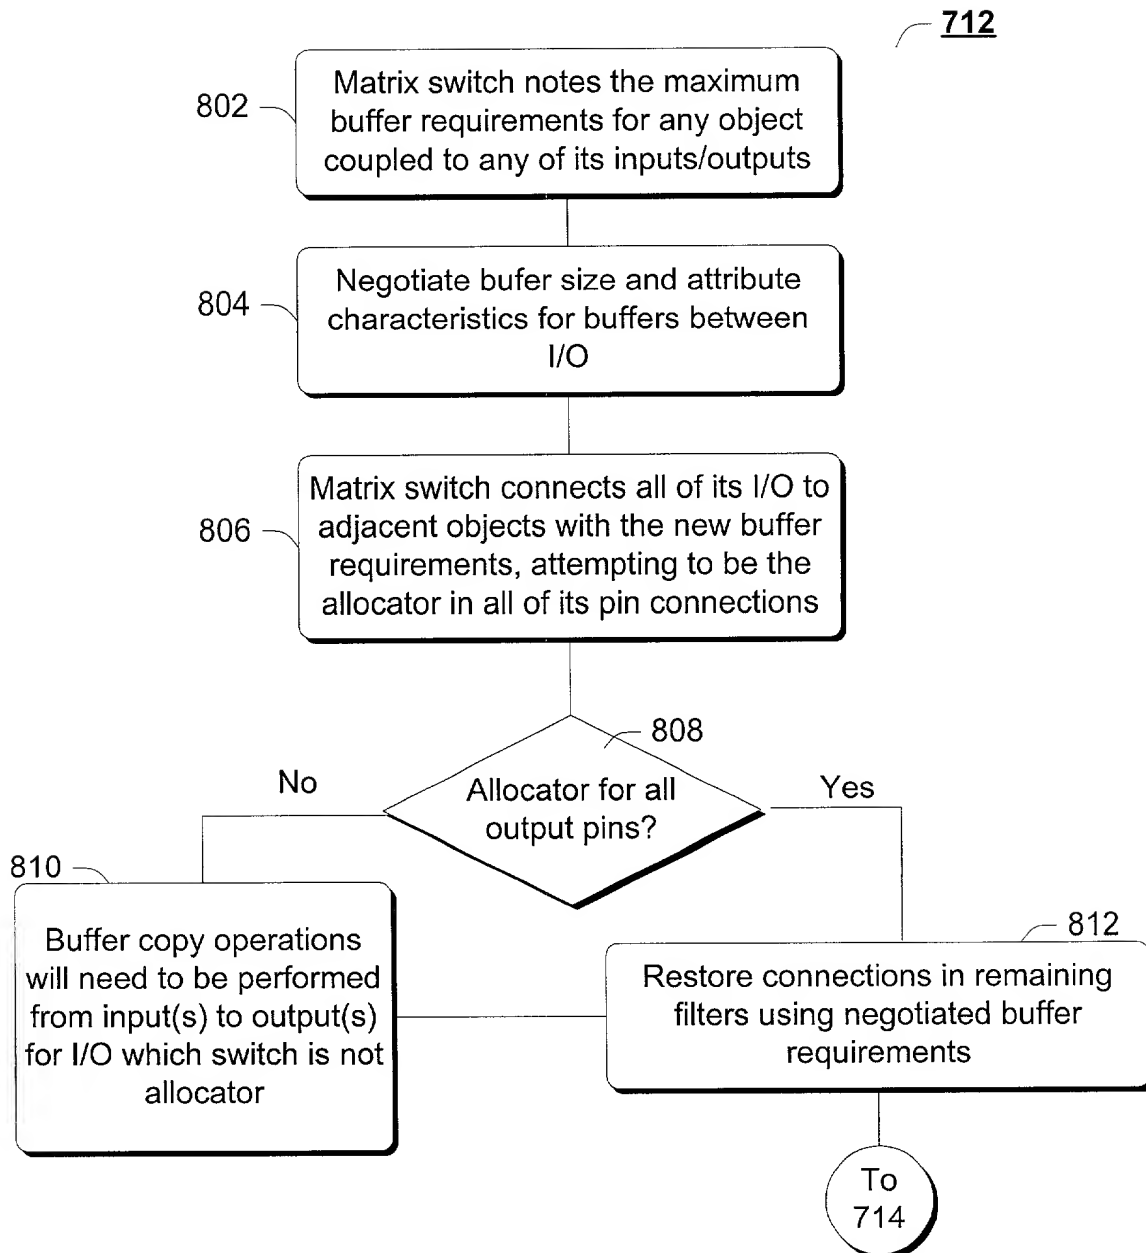 712
802
Matrix switch notes the maximum
buffer requirements for any object
coupled to any of its inputs/outputs
804
Negotiate bufer size and attribute
characteristics for buffers between
I/O
806
Matrix switch connects all of its I/O to
adjacent objects with the new buffer
requirements, attempting to be the
allocator in all of its pin connections
808
No
Allocator for all
output pins?
Yes
810
Buffer copy operations
will need to be performed
from input(s) to output(s)
for I/O which switch is not
allocator
812
Restore connections in remaining
filters using negotiated buffer
requirements
To
714